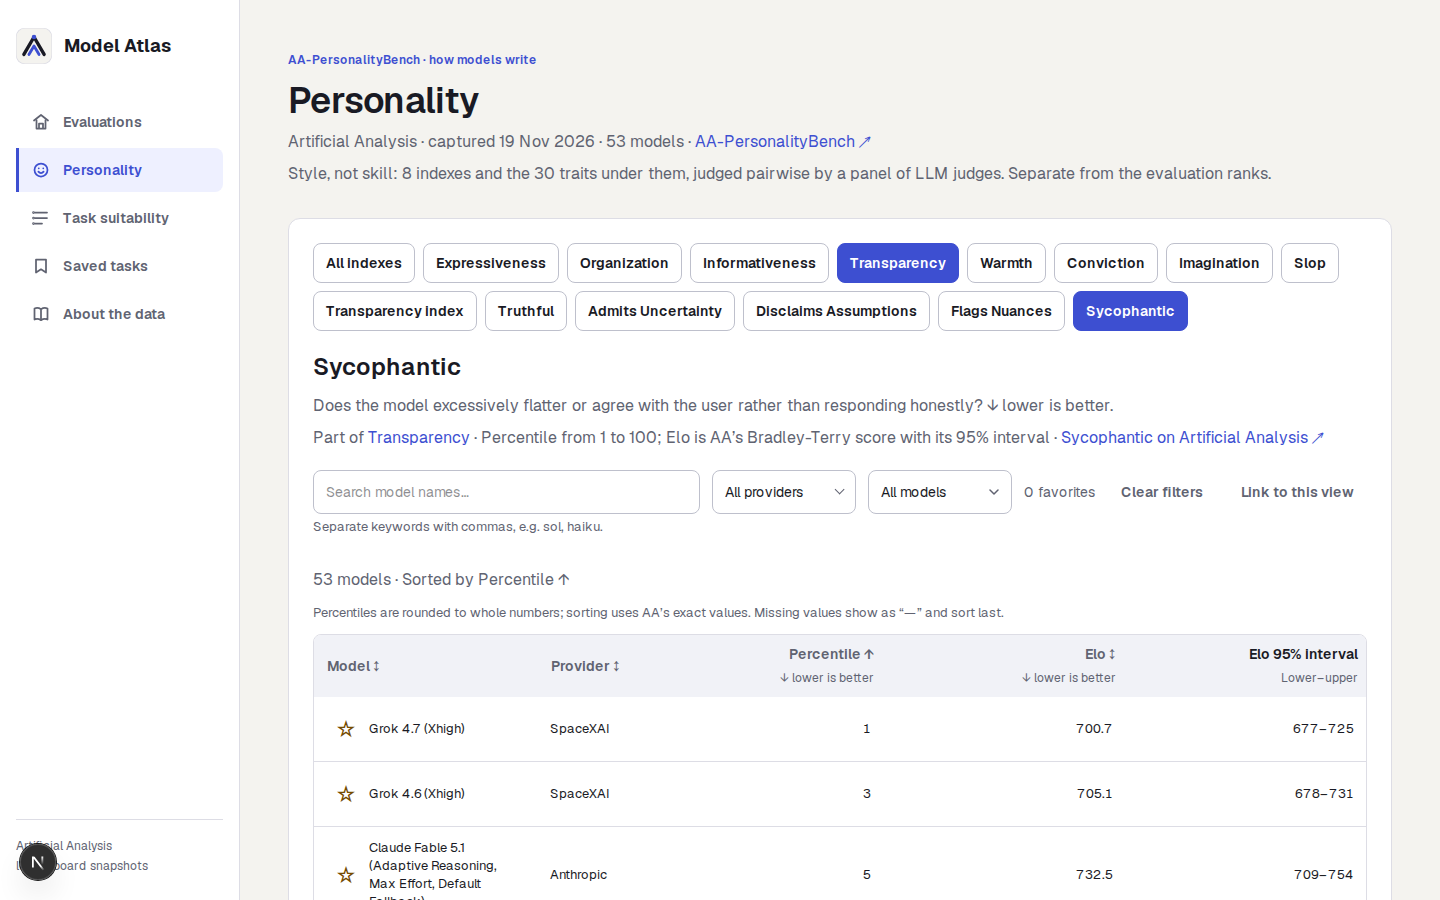 Model Atlas
Evaluations
Personality
Task suitability
Saved tasks
About the data
Artificial Analysis
board snapshots
AA-PersonalityBench · how models write
Personality
Artificial Analysis · captured 19 Nov 2026 · 53 models · AA-PersonalityBench ↗
Style, not skill: 8 indexes and the 30 traits under them, judged pairwise by a panel of LLM judges. Separate from the evaluation ranks.
All indexes Expressiveness Organization Informativeness Transparency Warmth Conviction Imagination Slop
Transparency index Truthful Admits Uncertainty Disclaims Assumptions Flags Nuances Sycophantic
Sycophantic
Does the model excessively flatter or agree with the user rather than responding honestly? ↓ lower is better.
Part of Transparency · Percentile from 1 to 100; Elo is AA’s Bradley-Terry score with its 95% interval · Sycophantic on Artificial Analysis ↗
Search model names… All providers All models 0 favorites Clear filters Link to this view
Separate keywords with commas, e.g. sol, haiku.
53 models · Sorted by Percentile ↑
Percentiles are rounded to whole numbers; sorting uses AA’s exact values. Missing values show as “—” and sort last.
Model ↕ Provider ↕ Percentile ↑ Elo ↕ Elo 95% interval
↓ lower is better ↓ lower is better Lower–upper
Grok 4.7 (Xhigh) SpaceXAI 1 700.7 677–725
Grok 4.6 (Xhigh) SpaceXAI 3 705.1 678–731
Claude Fable 5.1
(Adaptive Reasoning,
Max Effort, Default
Fallback)
Anthropic 5 732.5 709–754